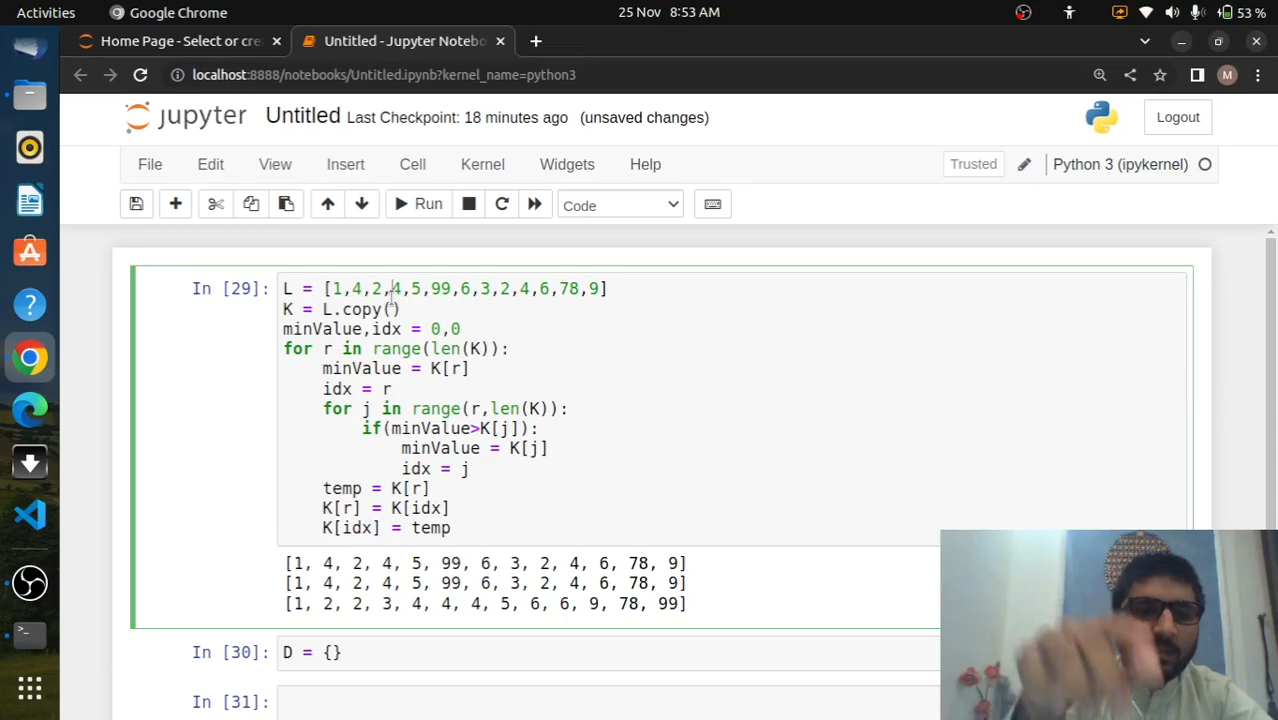 Activities
Google Chrome
25 Nov 8:53 AM
53 %
Home Page - Select or cre
Untitled - Jupyter Notebo
localhost:8888/notebooks/Untitled.ipynb?kernel_name=python3
M
jupyter
Untitled
Last Checkpoint: 18 minutes ago
(unsaved changes)
Logout
File
Edit
View
Insert
Cell
Kernel
Widgets
Help
Trusted
Python 3 (ipykernel)
Run
Code
In [29]:
L = [1,4,2,4,5,99,6,3,2,4,6,78,9]
K = L.copy()
minValue,idx = 0,0
for r in range(len(K)):
minValue = K[r]
idx = r
for j in range(r,len(K)):
if(minValue>K[j]):
minValue = K[j]
idx = j
temp = K[r]
K[r] = K[idx]
K[idx] = temp
[1, 4, 2, 4, 5, 99, 6, 3, 2, 4, 6, 78, 9]
[1, 4, 2, 4, 5, 99, 6, 3, 2, 4, 6, 78, 9]
[1, 2, 2, 3, 4, 4, 4, 5, 6, 6, 9, 78, 99]
In [30]:
D = {}
In [31]: